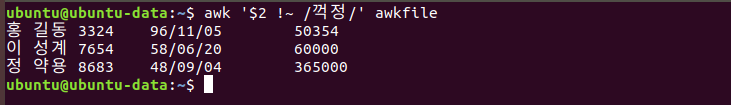 ubuntu@ubuntu-data:~$ awk '$2 !~ /꺽정/' awkfile
홍 길동 3324 96/11/05 50354
이 성계 7654 58/06/20 60000
정 약용 8683 48/09/04 365000
ubuntu@ubuntu-data:~$